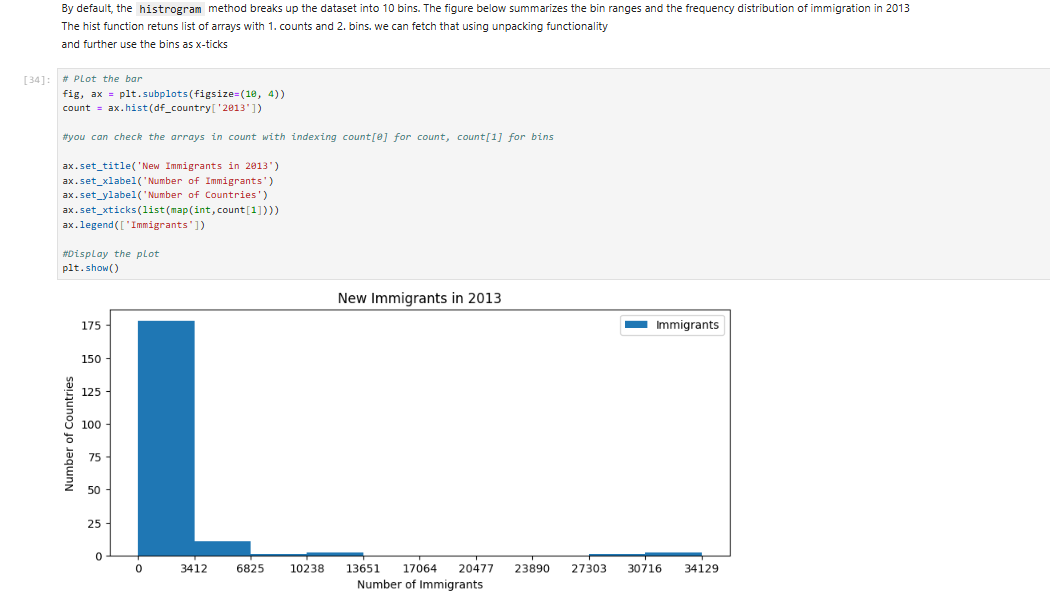 By default, the histrogram method breaks up the dataset into 10 bins. The figure below summarizes the bin ranges and the frequency distribution of immigration in 2013
The hist function retuns list of arrays with 1. counts and 2. bins. we can fetch that using unpacking functionality
and further use the bins as x-ticks
[34]:
# Plot the bar
fig, ax = plt.subplots(figsize=(10, 4))
count = ax.hist(df_country['2013'])
#you can check the arrays in count with indexing count[0] for count, count[1] for bins
ax.set_title('New Immigrants in 2013')
ax.set_xlabel('Number of Immigrants')
ax.set_ylabel('Number of Countries')
ax.set_xticks(list(map(int,count[1])))
ax.legend(['Immigrants'])
#Display the plot
plt.show()
New Immigrants in 2013
Immigrants
Number of Countries
175
150
125
100
75
50
25
0
0 3412 6825 10238 13651 17064 20477 23890 27303 30716 34129
Number of Immigrants